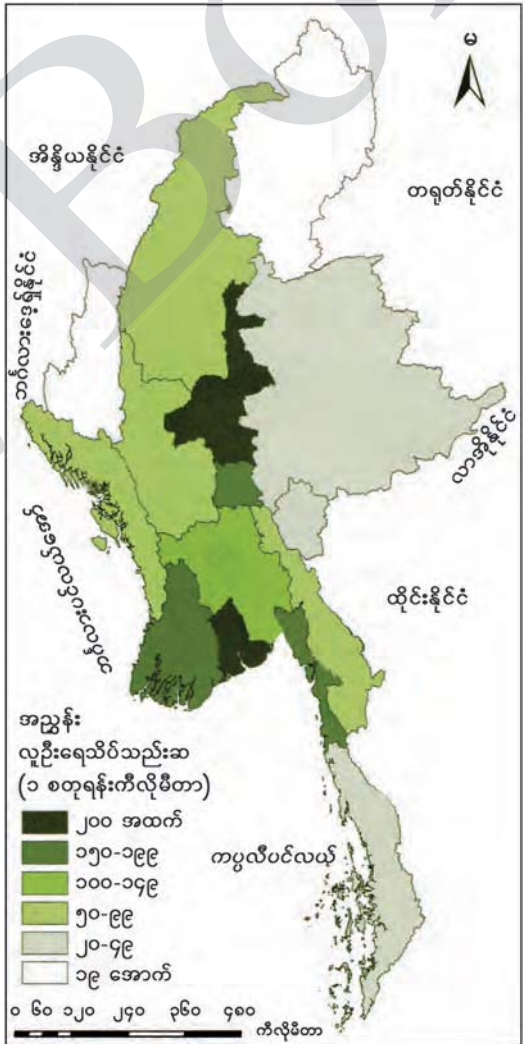 မ
အိန္ဒိယနိုင်ငံ
တရုတ်နိုင်ငံ
ဘင်္ဂလားဒေ့ရှ်နိုင်ငံ
လာအိုနိုင်ငံ
ဘင်္ဂလားပင်လယ်အော်
ထိုင်းနိုင်ငံ
ကပ္ပလီပင်လယ်
အညွှန်း
လူဦးရေသိပ်သည်းဆ
(၁ စတုရန်းကီလိုမီတာ)
၂၀၀ အထက်
၁၅၀-၁၉၉
၁၀၀-၁၄၉
၅၀-၉၉
၂၀-၄၉
၁၉ အောက်
၀ ၆၀ ၁၂၀ ၂၄၀ ၃၆၀ ၄၈၀
ကီလိုမီတာ